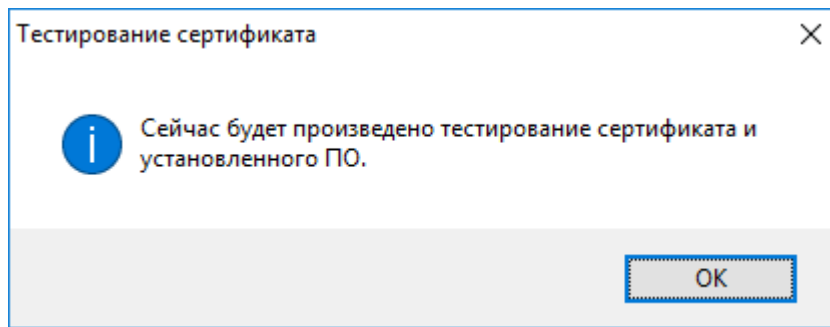 Тестирование сертификата
Сейчас будет произведено тестирование сертификата и
установленного ПО.
OK